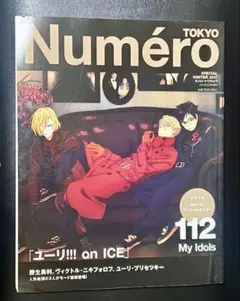 Numéro
TOKYO
SPECIAL
WINTER 2017
112
My Idols
「ユーリ!!! on ICE」
勝生勇利、ヴィクトル・ニキフォロフ、ユーリ・プリセツキー